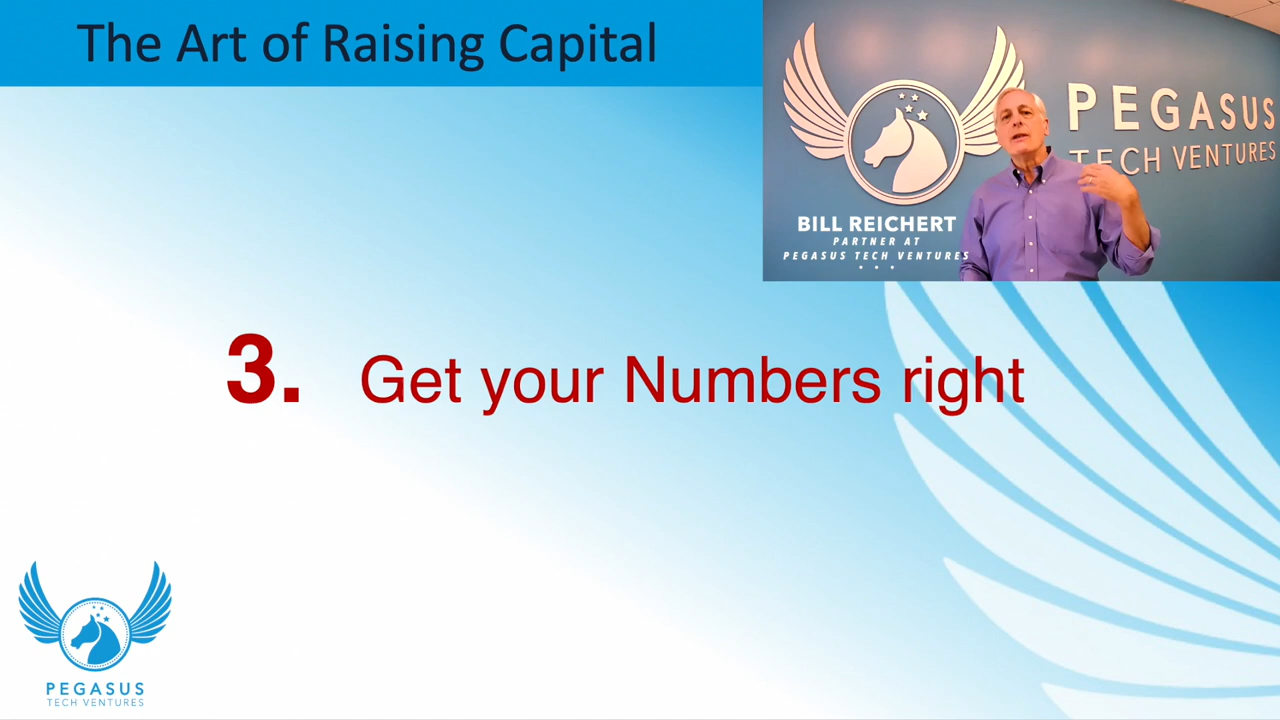 The Art of Raising Capital
PEGASUS
TECH VENTURES
BILL REICHERT
PARTNER AT
PEGASUS TECH VENTURES
3. Get your Numbers right
PEGASUS
TECH VENTURES